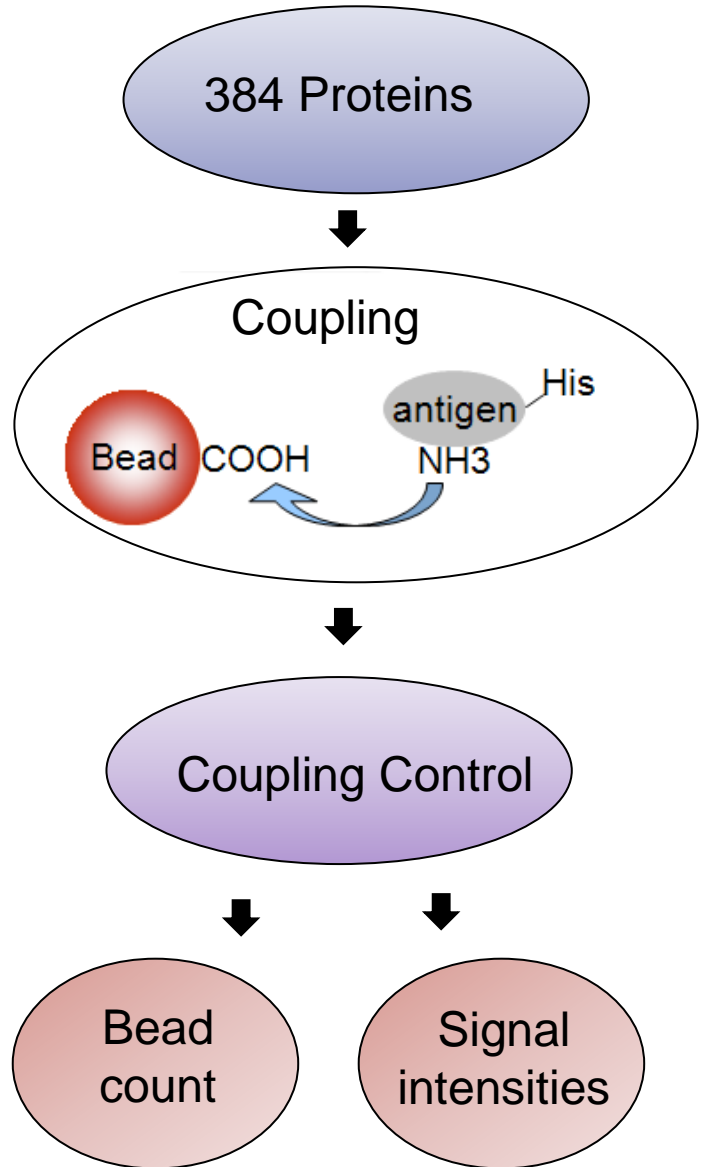 384 Proteins
Coupling
Bead
COOH
antigen
His
NH3
Coupling Control
Bead
count
Signal
intensities